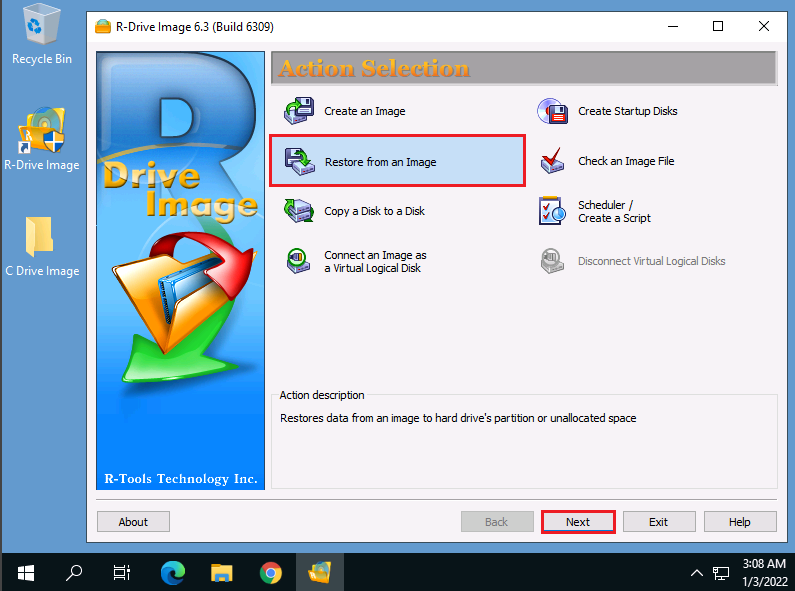 R-Drive Image 6.3 (Build 6309)
Recycle Bin
R-Drive Image
C Drive Image
R
Drive
Image
R-Tools Technology Inc.
Action Selection
Create an Image
Create Startup Disks
Restore from an Image
Check an Image File
Copy a Disk to a Disk
Scheduler /
Create a Script
Connect an Image as
a Virtual Logical Disk
Disconnect Virtual Logical Disks
Action description
Restores data from an image to hard drive's partition or unallocated space
About
Back
Next
Exit
Help
3:08 AM
1/3/2022